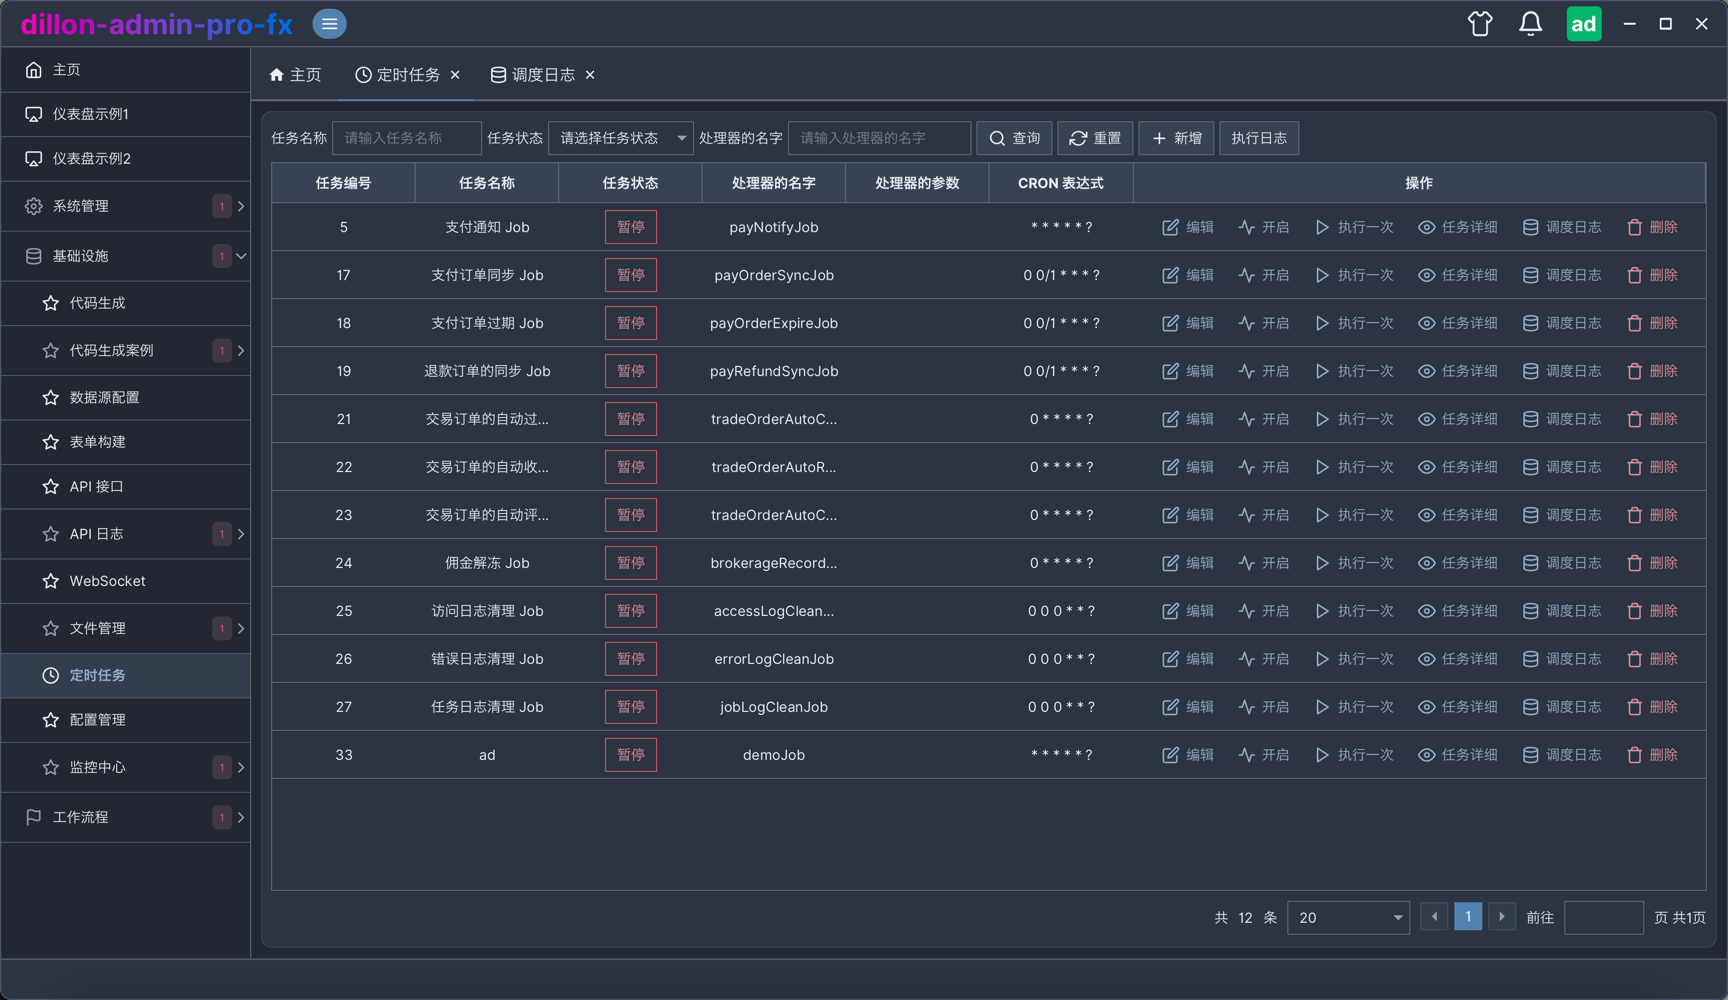 dillon-admin-pro-fx
ad
主页
仪表盘示例1
仪表盘示例2
系统管理 1
基础设施 1
代码生成
代码生成案例 1
数据源配置
表单构建
API 接口
API 日志 1
WebSocket
文件管理 1
定时任务
配置管理
监控中心 1
工作流程 1
主页 定时任务 调度日志
任务名称 请输入任务名称 任务状态 请选择任务状态 处理器的名字 请输入处理器的名字 查询 重置 新增 执行日志
任务编号 任务名称 任务状态 处理器的名字 处理器的参数 CRON 表达式 操作
5 支付通知 Job 暂停 payNotifyJob * * * * * ? 编辑 开启 执行一次 任务详细 调度日志 删除
17 支付订单同步 Job 暂停 payOrderSyncJob 0 0/1 * * * ? 编辑 开启 执行一次 任务详细 调度日志 删除
18 支付订单过期 Job 暂停 payOrderExpireJob 0 0/1 * * * ? 编辑 开启 执行一次 任务详细 调度日志 删除
19 退款订单的同步 Job 暂停 payRefundSyncJob 0 0/1 * * * ? 编辑 开启 执行一次 任务详细 调度日志 删除
21 交易订单的自动过... 暂停 tradeOrderAutoC... 0 * * * * ? 编辑 开启 执行一次 任务详细 调度日志 删除
22 交易订单的自动收... 暂停 tradeOrderAutoR... 0 * * * * ? 编辑 开启 执行一次 任务详细 调度日志 删除
23 交易订单的自动评... 暂停 tradeOrderAutoC... 0 * * * * ? 编辑 开启 执行一次 任务详细 调度日志 删除
24 佣金解冻 Job 暂停 brokerageRecord... 0 * * * * ? 编辑 开启 执行一次 任务详细 调度日志 删除
25 访问日志清理 Job 暂停 accessLogClean... 0 0 0 * * ? 编辑 开启 执行一次 任务详细 调度日志 删除
26 错误日志清理 Job 暂停 errorLogCleanJob 0 0 0 * * ? 编辑 开启 执行一次 任务详细 调度日志 删除
27 任务日志清理 Job 暂停 jobLogCleanJob 0 0 0 * * ? 编辑 开启 执行一次 任务详细 调度日志 删除
33 ad 暂停 demoJob * * * * * ? 编辑 开启 执行一次 任务详细 调度日志 删除
共 12 条 20 1 前往 页 共1页